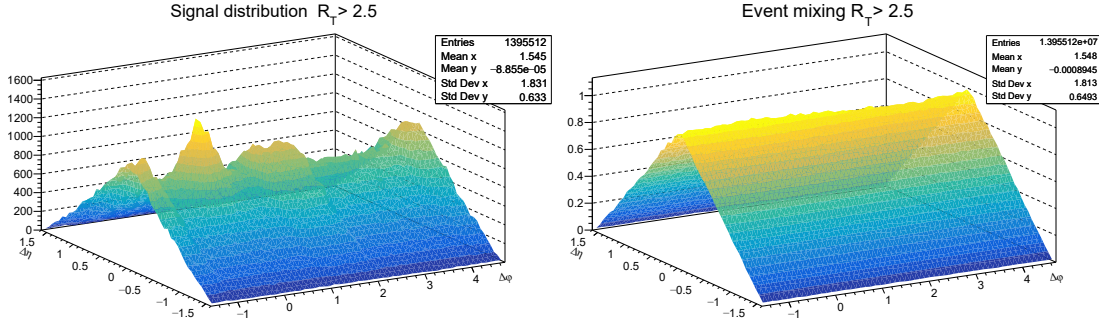 Signal distribution R_T > 2.5
Entries 1395512
Mean x 1.545
Mean y −8.855e−05
Std Dev x 1.831
Std Dev y 0.633
1600
1400
1200
1000
800
600
400
200
0
1.5
1
0.5
0
−0.5
−1
−1.5
Δη
−1
0
1
2
3
4
Δφ
Event mixing R_T > 2.5
Entries 1.395512e+07
Mean x 1.548
Mean y −0.0008945
Std Dev x 1.813
Std Dev y 0.6493
1
0.8
0.6
0.4
0.2
0
1.5
1
0.5
0
−0.5
−1
−1.5
Δη
−1
0
1
2
3
4
Δφ